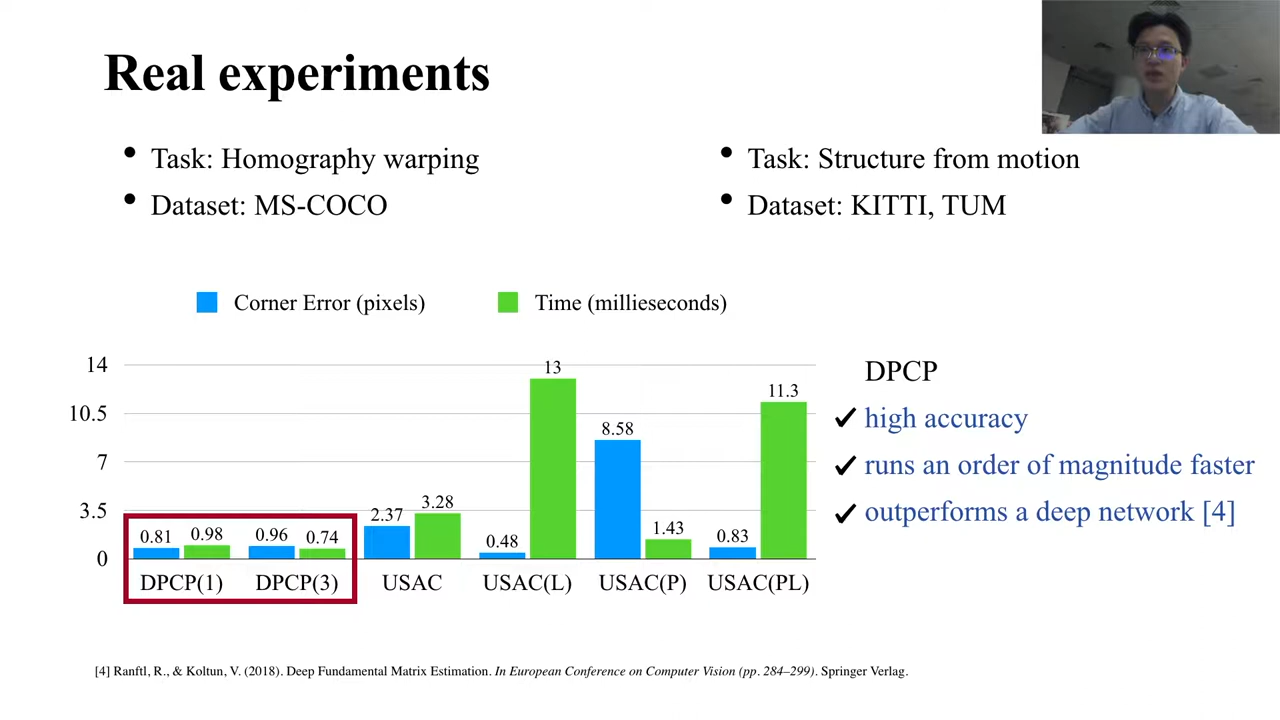 Real experiments
• Task: Homography warping
• Dataset: MS-COCO
• Task: Structure from motion
• Dataset: KITTI, TUM
Corner Error (pixels)
Time (millieseconds)
14
10.5
7
3.5
0
0.81
0.98
0.96
0.74
2.37
3.28
0.48
13
8.58
1.43
0.83
11.3
DPCP(1)
DPCP(3)
USAC
USAC(L)
USAC(P)
USAC(PL)
DPCP
✓ high accuracy
✓ runs an order of magnitude faster
✓ outperforms a deep network [4]
[4] Ranftl, R., & Koltun, V. (2018). Deep Fundamental Matrix Estimation. In European Conference on Computer Vision (pp. 284–299). Springer Verlag.